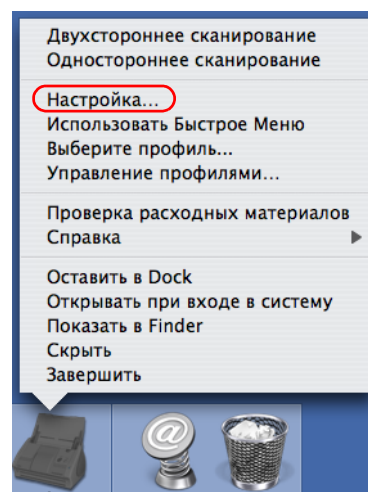 Двухстороннее сканирование
Одностороннее сканирование
Настройка...
Использовать Быстрое Меню
Выберите профиль...
Управление профилями...
Проверка расходных материалов
Справка
Оставить в Dock
Открывать при входе в систему
Показать в Finder
Скрыть
Завершить
@